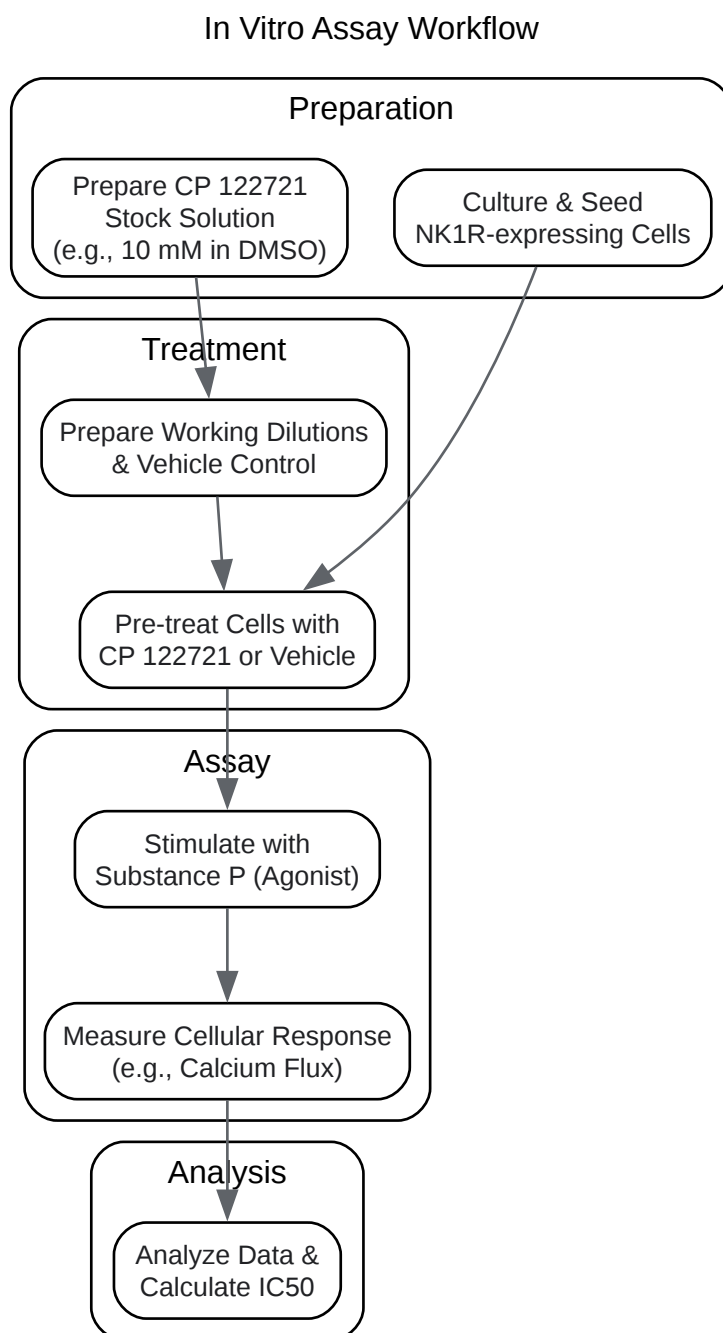 In Vitro Assay Workflow
Preparation
Prepare CP 122721
Stock Solution
(e.g., 10 mM in DMSO)
Culture & Seed
NK1R-expressing Cells
Treatment
Prepare Working Dilutions
& Vehicle Control
Pre-treat Cells with
CP 122721 or Vehicle
Assay
Stimulate with
Substance P (Agonist)
Measure Cellular Response
(e.g., Calcium Flux)
Analysis
Analyze Data &
Calculate IC50